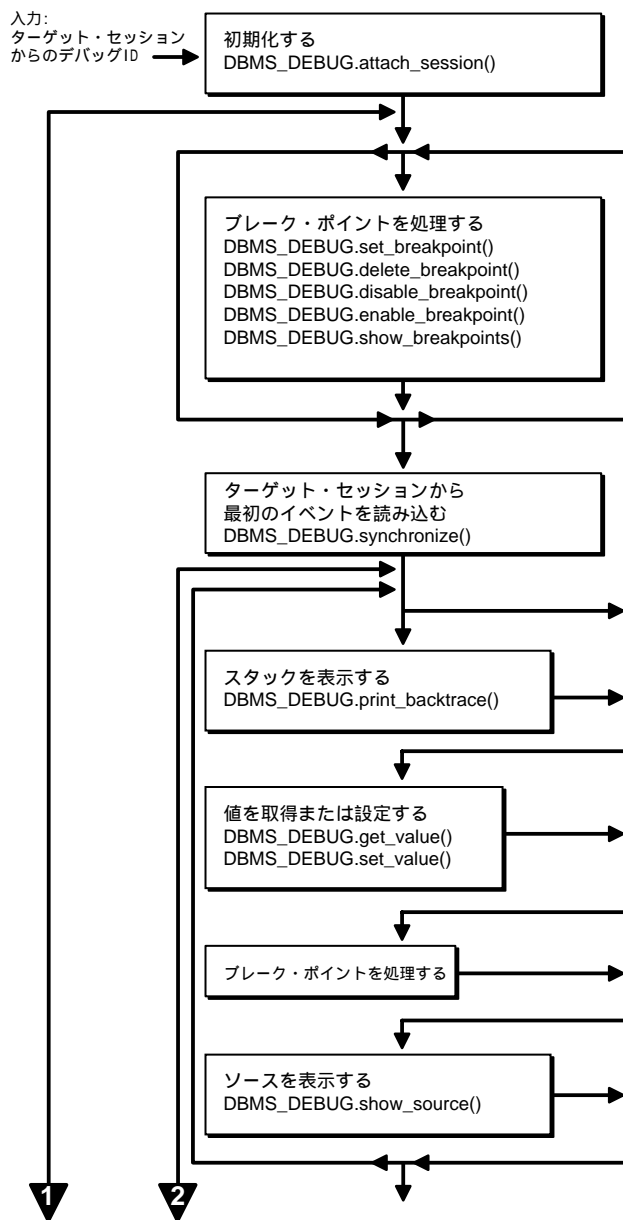 入力:
ターゲット・セッション
からのデバッグID
初期化する
DBMS_DEBUG.attach_session()
ブレーク・ポイントを処理する
DBMS_DEBUG.set_breakpoint()
DBMS_DEBUG.delete_breakpoint()
DBMS_DEBUG.disable_breakpoint()
DBMS_DEBUG.enable_breakpoint()
DBMS_DEBUG.show_breakpoints()
ターゲット・セッションから
最初のイベントを読み込む
DBMS_DEBUG.synchronize()
スタックを表示する
DBMS_DEBUG.print_backtrace()
値を取得または設定する
DBMS_DEBUG.get_value()
DBMS_DEBUG.set_value()
ブレーク・ポイントを処理する
ソースを表示する
DBMS_DEBUG.show_source()
1
2